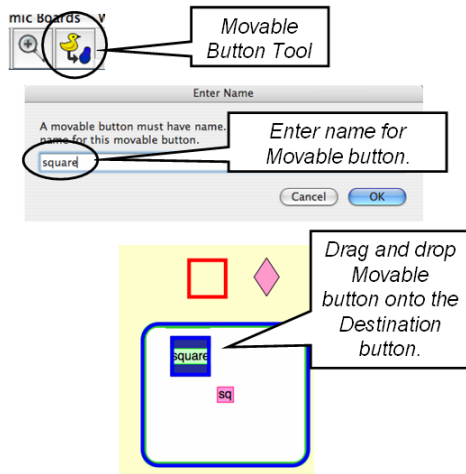 mic Boards
Movable
Button Tool
Enter Name
A movable button must have name.
name for this movable button.
square
Enter name for
Movable button.
Cancel
OK
Drag and drop
Movable
button onto the
Destination
button.
square
sq